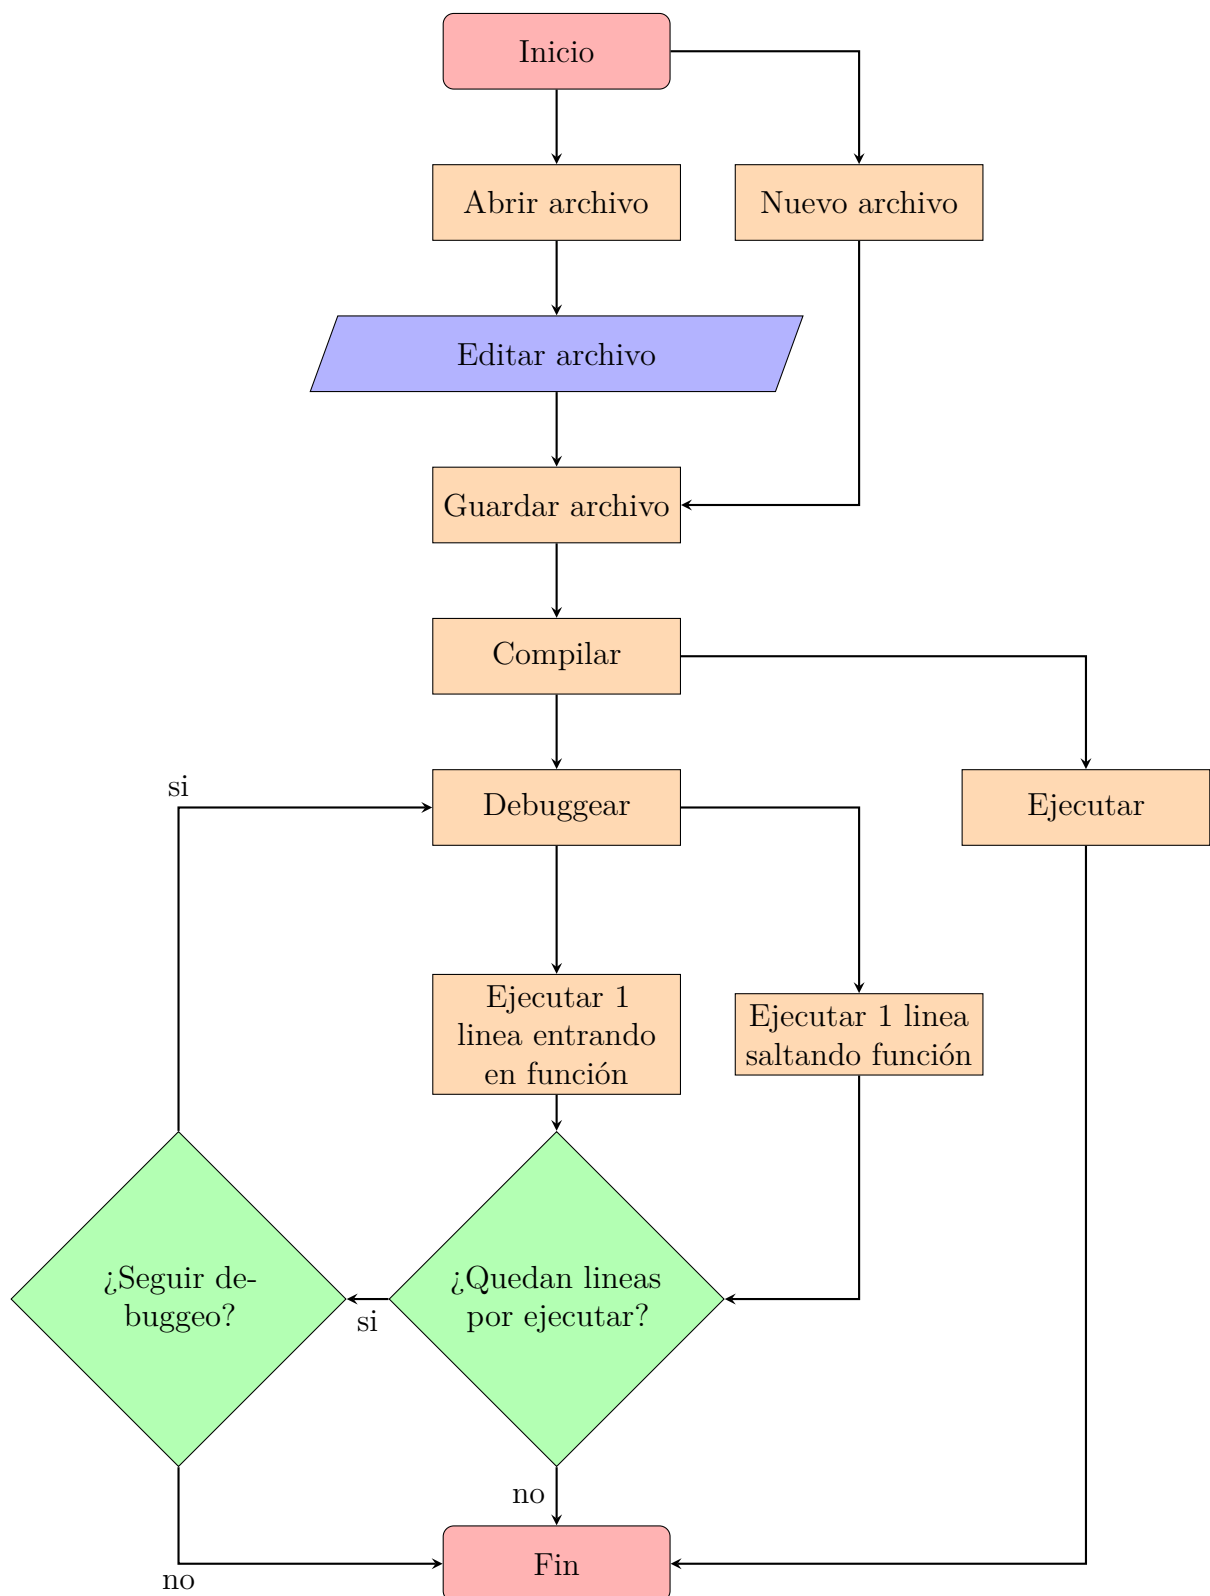 Inicio
Abrir archivo
Nuevo archivo
Editar archivo
Guardar archivo
Compilar
si
Debuggear
Ejecutar
Ejecutar 1
linea entrando
en función
Ejecutar 1 linea
saltando función
¿Seguir de-
buggeo?
si
¿Quedan lineas
por ejecutar?
no
no
Fin